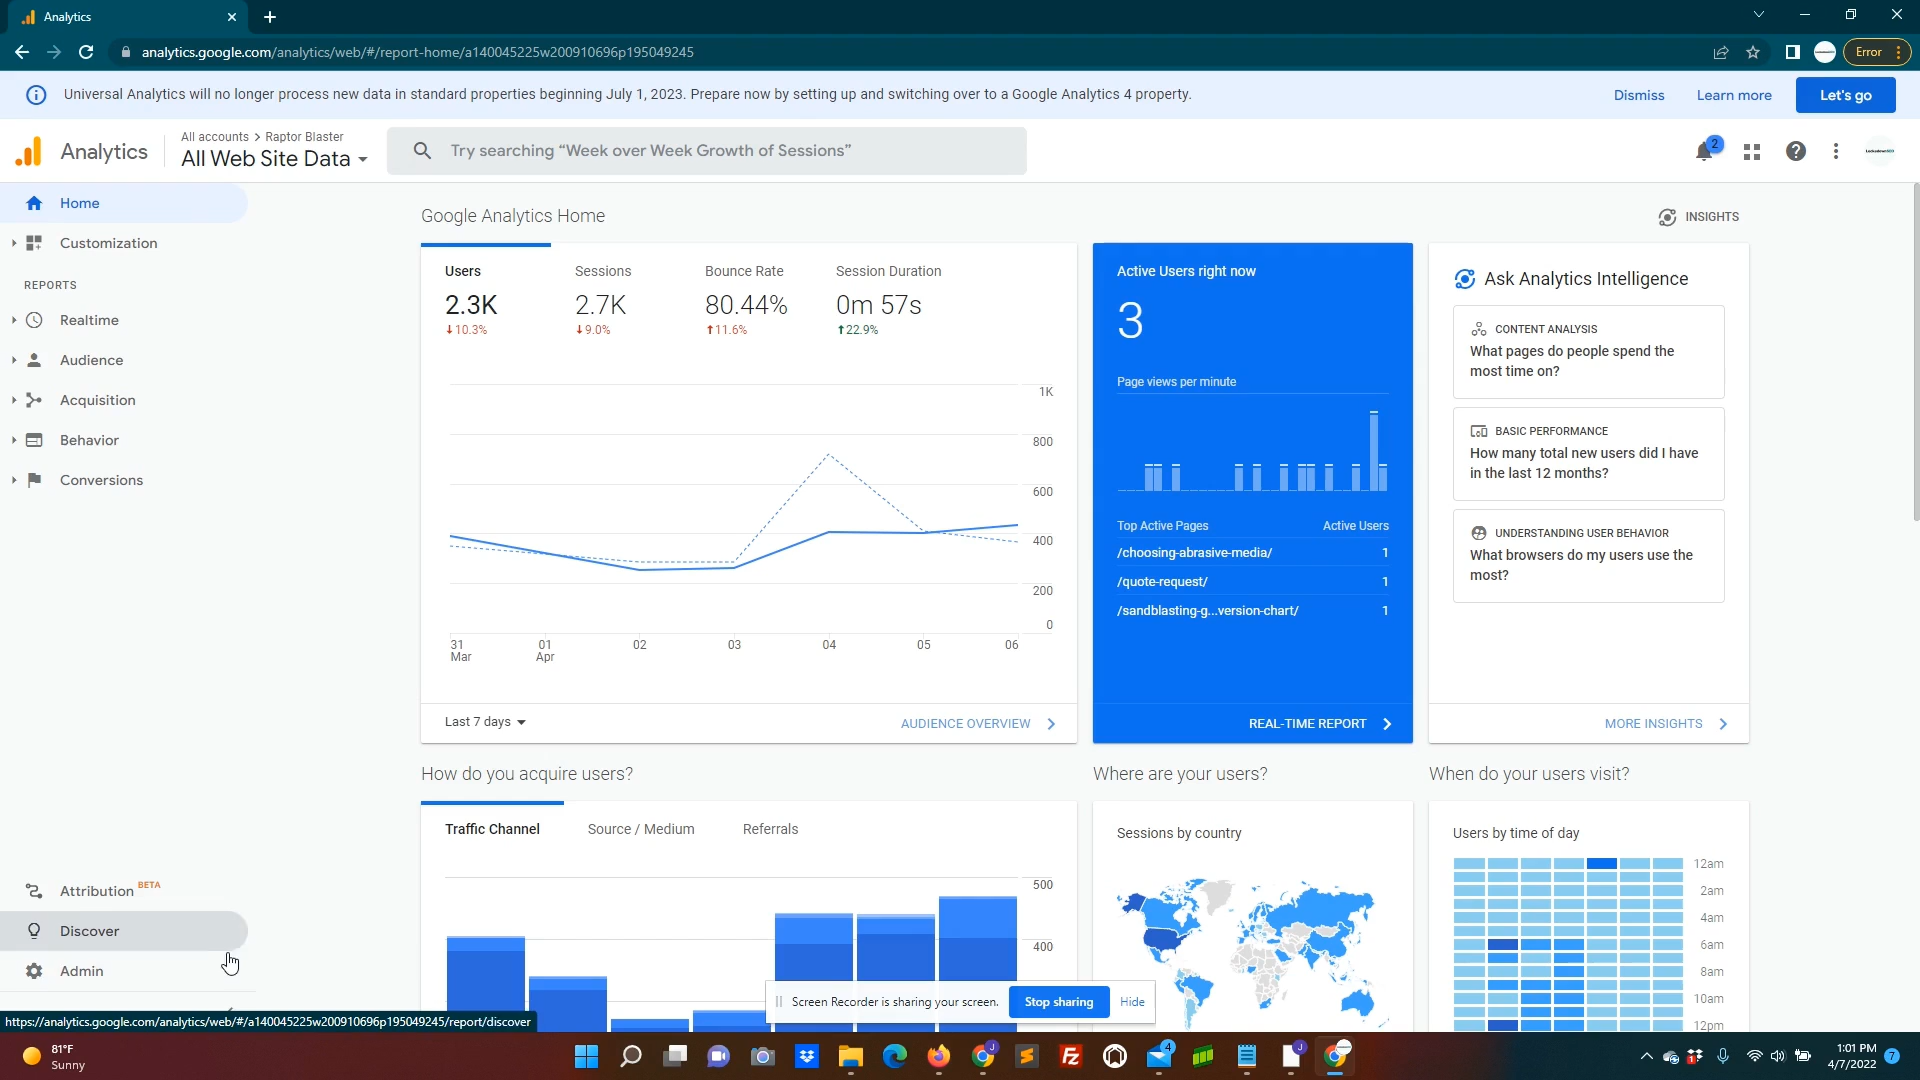 Analytics
analytics.google.com/analytics/web/#/report-home/a140045225w200910696p195049245
Error
Universal Analytics will no longer process new data in standard properties beginning July 1, 2023. Prepare now by setting up and switching over to a Google Analytics 4 property.
Dismiss
Learn more
Let's go
Analytics
All accounts > Raptor Blaster
All Web Site Data
Try searching “Week over Week Growth of Sessions”
2
Home
Customization
REPORTS
Realtime
Audience
Acquisition
Behavior
Conversions
Attribution BETA
Discover
Admin
Google Analytics Home
INSIGHTS
Users
2.3K
10.3%
Sessions
2.7K
9.0%
Bounce Rate
80.44%
11.6%
Session Duration
0m 57s
22.9%
1K
800
600
400
200
0
31 01 02 03 04 05 06
Mar Apr
Last 7 days
AUDIENCE OVERVIEW
Active Users right now
3
Page views per minute
Top Active Pages Active Users
/choosing-abrasive-media/ 1
/quote-request/ 1
/sandblasting-g...version-chart/ 1
REAL-TIME REPORT
Ask Analytics Intelligence
CONTENT ANALYSIS
What pages do people spend the
most time on?
BASIC PERFORMANCE
How many total new users did I have
in the last 12 months?
UNDERSTANDING USER BEHAVIOR
What browsers do my users use the
most?
MORE INSIGHTS
How do you acquire users?
Traffic Channel
Source / Medium
Referrals
500
400
Where are your users?
Sessions by country
When do your users visit?
Users by time of day
12am
2am
4am
6am
8am
10am
12pm
Screen Recorder is sharing your screen.
Stop sharing
Hide
https://analytics.google.com/analytics/web/#/a140045225w200910696p195049245/report/discover
81°F
Sunny
J
Fz
4
J
1
1:01 PM
4/7/2022
7